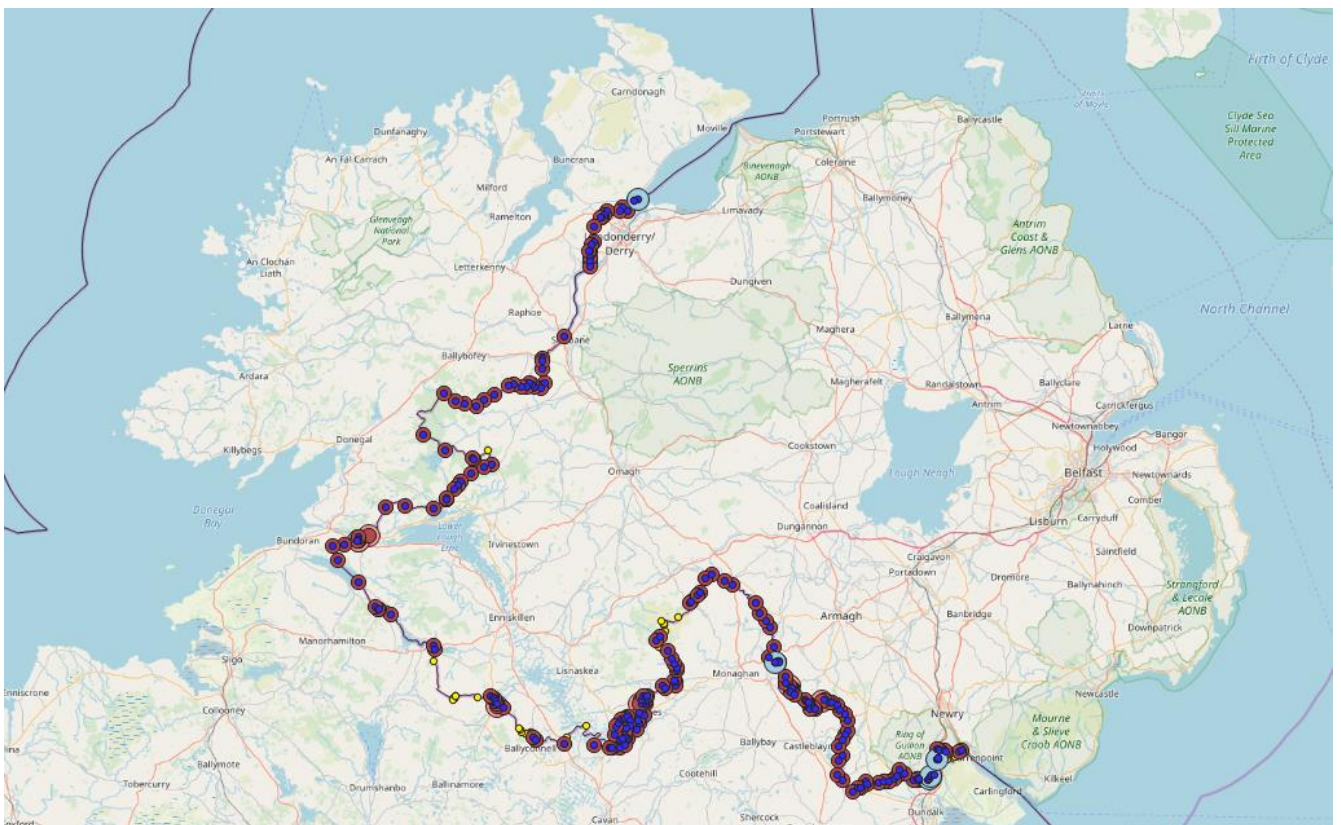 Firth of Clyde
Carndonagh
Straits
of Moyle
Dunfanaghy
Moville
Portrush
Ballycastle
Portstewart
Clyde Sea
Sill Marine
Protected
Area
An Fál Carrach
Buncrana
Coleraine
Binevenagh
AONB
Milford
Ballymoney
Ramelton
Limavady
Glenveagh
National
Park
Antrim
Coast &
Glens AONB
Derry
An Clochán
Liath
Letterkenny
Dungiven
Raphoe
North Channel
Ballymena
Maghera
Larne
Ballybofey
Sperrins
AONB
Ardara
Magherafelt
Randalstown
Ballyclare
Antrim
Carrickfergus
Newtownabbey
Donegal
Cookstown
Holywood
Bangor
Killybegs
Omagh
Lough Neagh
Belfast
Newtownards
Coalisland
Comber
Donegal
Bay
Lower
Lough
Erne
Dungannon
Lisburn
Carryduff
Bundoran
Irvinestown
Craigavon
Saintfield
Portadown
Dromore
Ballynahinch
Strangford
& Lecale
AONB
Enniskillen
Armagh
Banbridge
Downpatrick
Manorhamilton
Sligo
Lisnaskea
Monaghan
Enniscrone
Newcastle
Collooney
Newry
Mourne
& Slieve
Croob AONB
Ballyconnell
Ballybay
Ring of
Gullion
AONB
Ballymote
Kilkeel
Cootehill
Tobercurry
Drumshanbo
Ballinamore
Carlingford
Cavan
Shercock
Dundalk